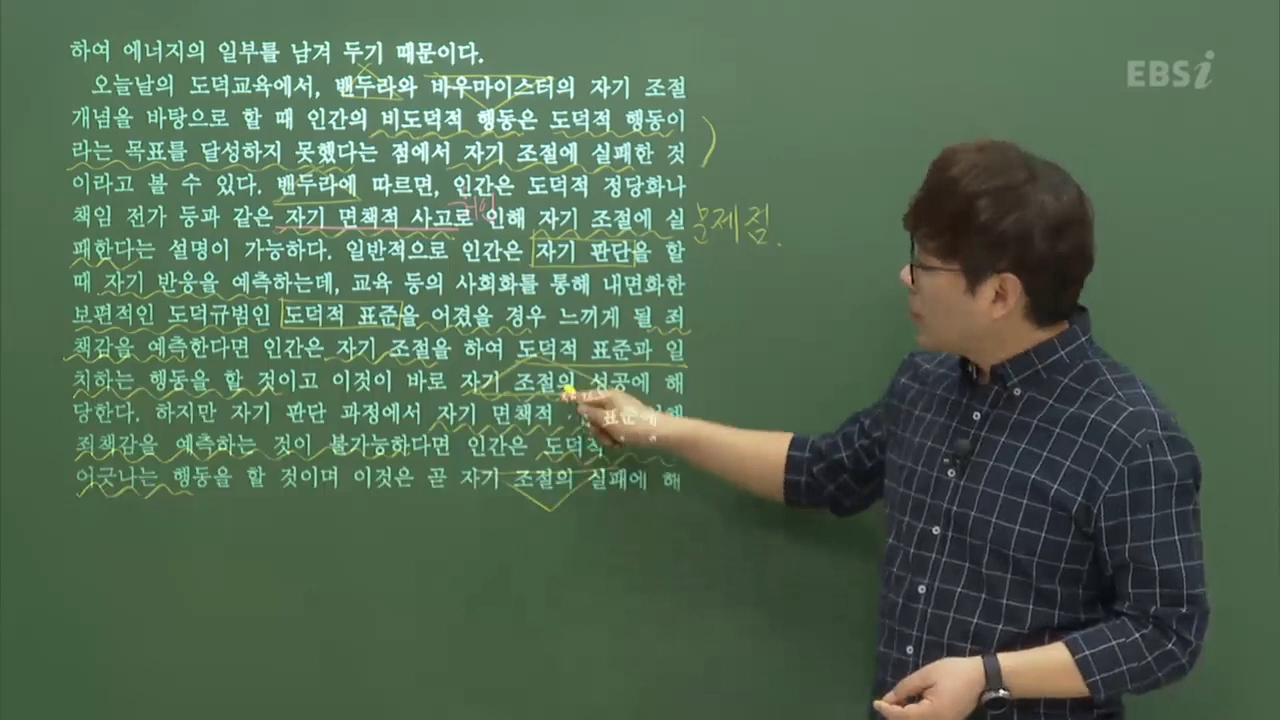 하여 에너지의 일부를 남겨 두기 때문이다.
오늘날의 도덕교육에서, 밴두라와 바우마이스터의 자기 조절
개념을 바탕으로 할 때 인간의 비도덕적 행동은 도덕적 행동이
라는 목표를 달성하지 못했다는 점에서 자기 조절에 실패한 것
이라고 볼 수 있다. 밴두라에 따르면, 인간은 도덕적 정당화나
책임 전가 등과 같은 자기 면책적 사고로 인해 자기 조절에 실
패한다는 설명이 가능하다. 일반적으로 인간은 자기 판단을 할
때 자기 반응을 예측하는데, 교육 등의 사회화를 통해 내면화한
보편적인 도덕규범인 도덕적 표준을 어겼을 경우 느끼게 될 죄
책감을 예측한다면 인간은 자기 조절을 하여 도덕적 표준과 일
치하는 행동을 할 것이고 이것이 바로 자기 조절의 성공에 해
당한다. 하지만 자기 판단 과정에서 자기 면책적
죄책감을 예측하는 것이 불가능하다면 인간은
어긋나는 행동을 할 것이며 이것은 곧 자기 조절의 실패에 해
문제점.
EBSi